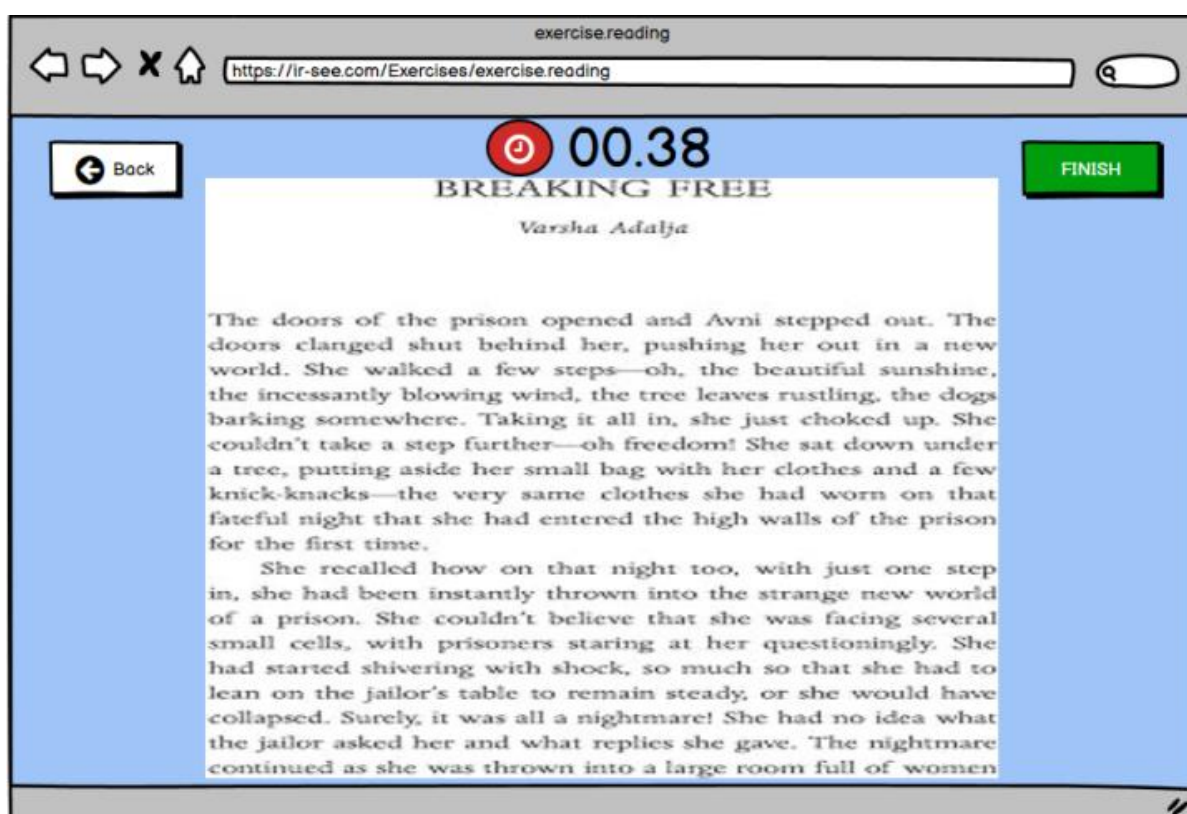 exercise.reading
https://ir-see.com/Exercises/exercise.reading
Back
00.38
FINISH
BREAKING FREE
Varsha Adalja
The doors of the prison opened and Avni stepped out. The
doors clanged shut behind her, pushing her out in a new
world. She walked a few steps—oh, the beautiful sunshine,
the incessantly blowing wind, the tree leaves rustling, the dogs
barking somewhere. Taking it all in, she just choked up. She
couldn't take a step further—oh freedom! She sat down under
a tree, putting aside her small bag with her clothes and a few
knick-knacks—the very same clothes she had worn on that
fateful night that she had entered the high walls of the prison
for the first time.
She recalled how on that night too, with just one step
in, she had been instantly thrown into the strange new world
of a prison. She couldn't believe that she was facing several
small cells, with prisoners staring at her questioningly. She
had started shivering with shock, so much so that she had to
lean on the jailor's table to remain steady, or she would have
collapsed. Surely, it was all a nightmare! She had no idea what
the jailor asked her and what replies she gave. The nightmare
continued as she was thrown into a large room full of women